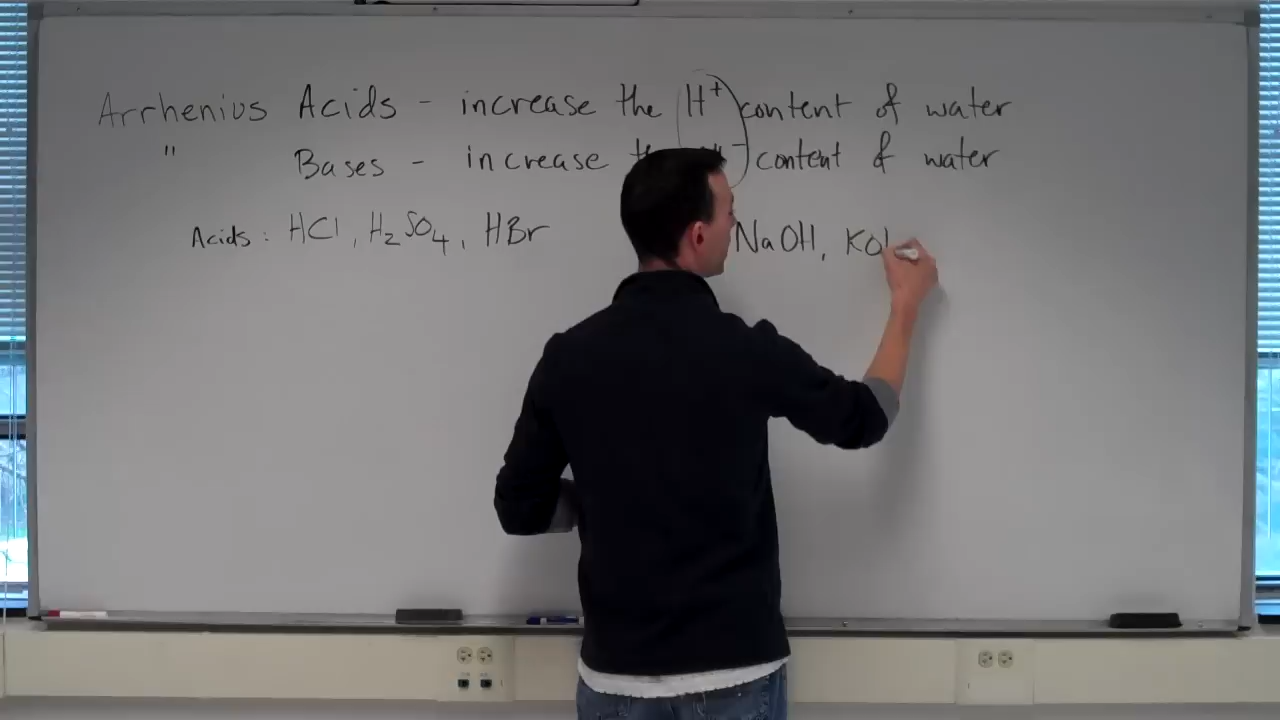 Arrhenius Acids - increase the H⁺ content of water
" Bases - increase content of water
Acids: HCl, H₂SO₄, HBr NaOH, KO